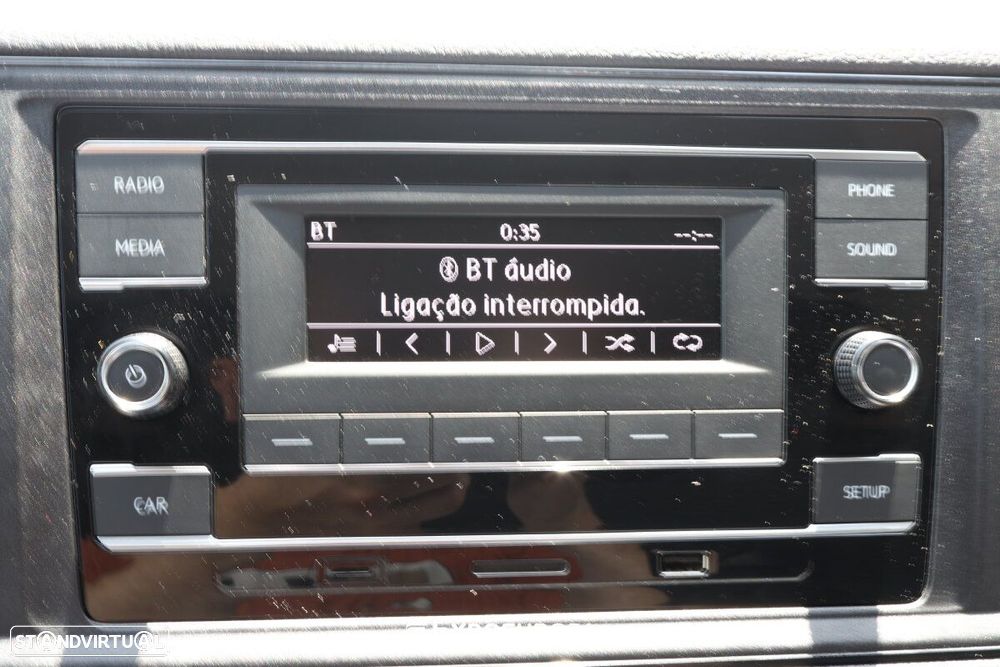 RADIO
MEDIA
PHONE
SOUND
BT 0:35 --:--
BT áudio
Ligação interrompida.
CAR
SETUP
STANDVIRTUAL